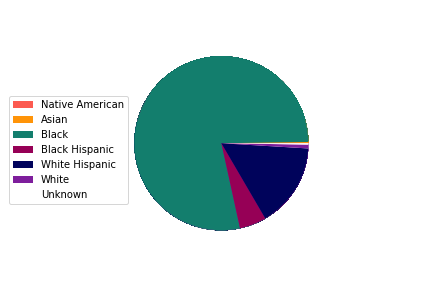 Native American
Asian
Black
Black Hispanic
White Hispanic
White
Unknown